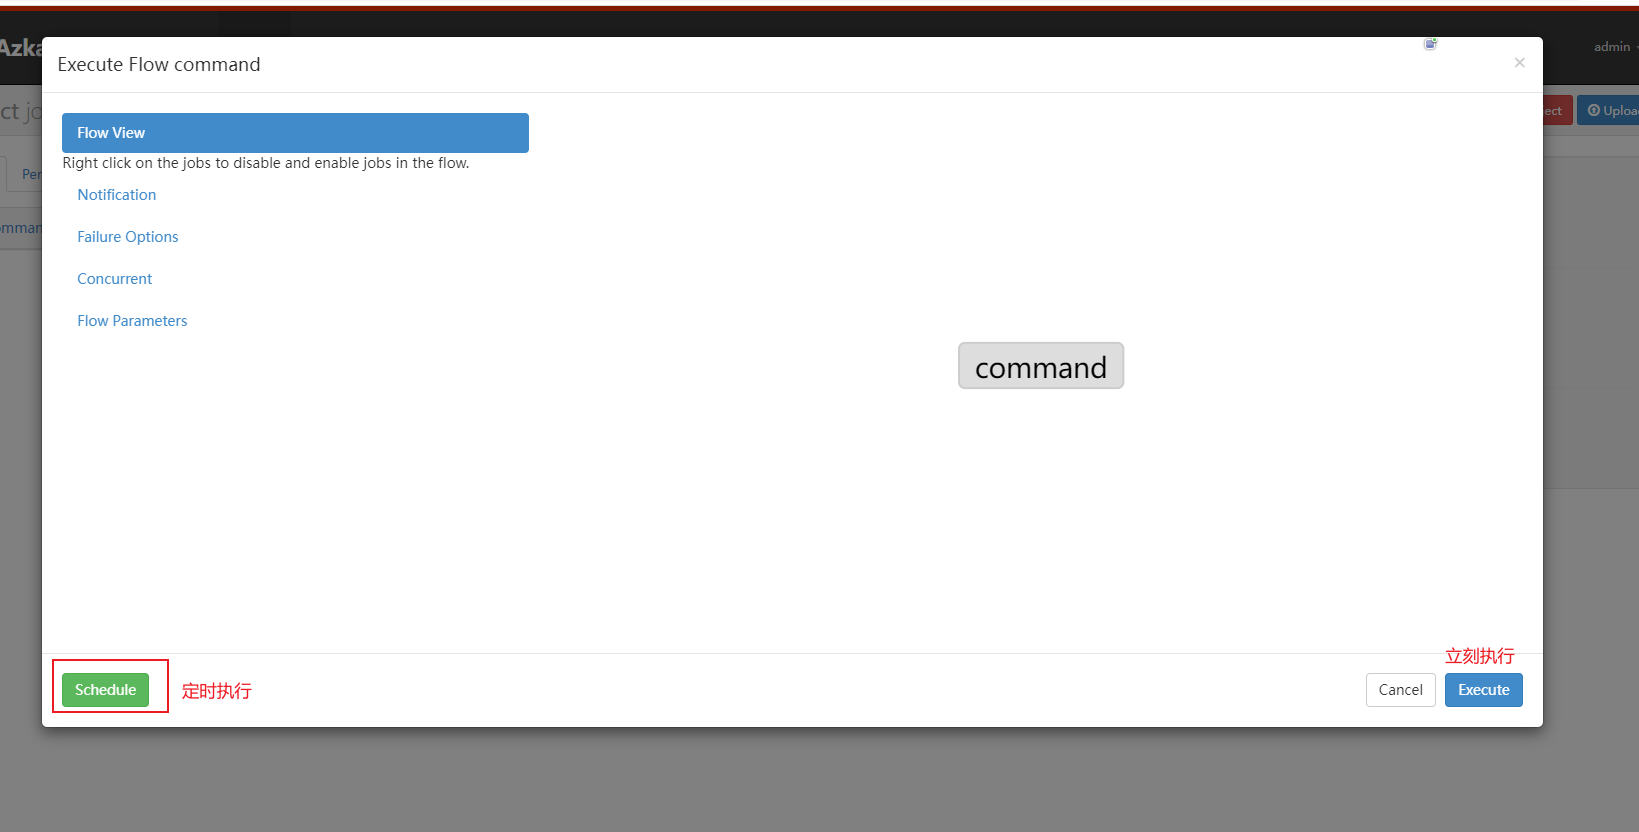 Azka
admin
Execute Flow command
×
ct jo
ect
Uploa
Flow View
Right click on the jobs to disable and enable jobs in the flow.
Per
Notification
omman
Failure Options
Concurrent
Flow Parameters
command
立刻执行
Schedule
定时执行
Cancel
Execute